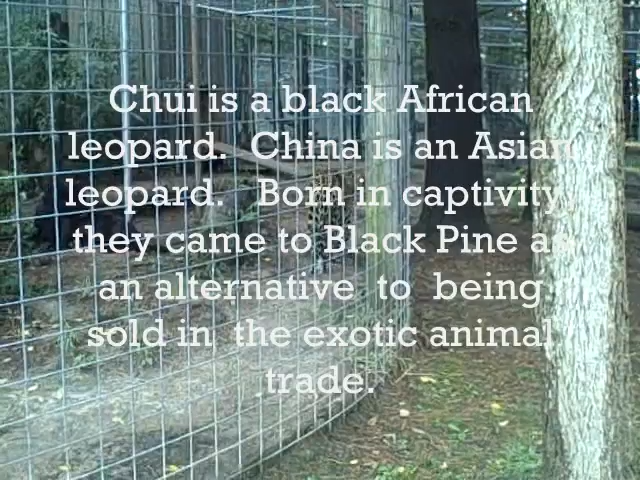 Chui is a black African
leopard. China is an Asian
leopard. Born in captivity,
they came to Black Pine as
an alternative to being
sold in the exotic animal
trade.